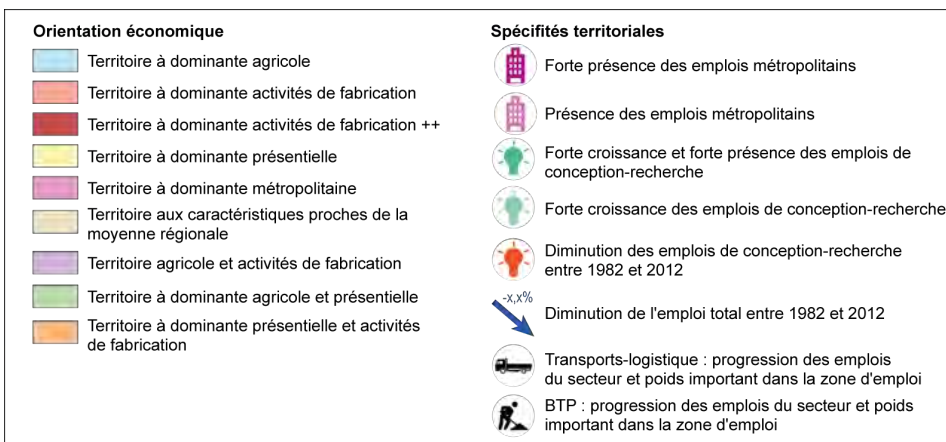 Orientation économique
Territoire à dominante agricole
Territoire à dominante activités de fabrication
Territoire à dominante activités de fabrication ++
Territoire à dominante présentielle
Territoire à dominante métropolitaine
Territoire aux caractéristiques proches de la
moyenne régionale
Territoire agricole et activités de fabrication
Territoire à dominante agricole et présentielle
Territoire à dominante présentielle et activités
de fabrication
Spécifités territoriales
Forte présence des emplois métropolitains
Présence des emplois métropolitains
Forte croissance et forte présence des emplois de
conception-recherche
Forte croissance des emplois de conception-recherche
Diminution des emplois de conception-recherche
entre 1982 et 2012
-x,x%
Diminution de l'emploi total entre 1982 et 2012
Transports-logistique : progression des emplois
du secteur et poids important dans la zone d'emploi
BTP : progression des emplois du secteur et poids
important dans la zone d'emploi